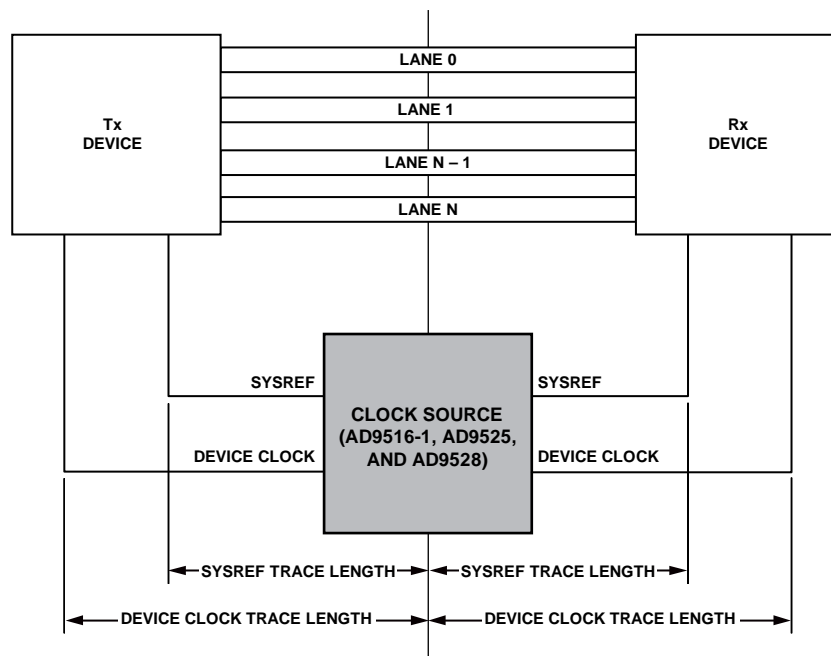 LANE 0
LANE 1
LANE N – 1
LANE N
Tx
DEVICE
Rx
DEVICE
SYSREF
SYSREF
CLOCK SOURCE
(AD9516-1, AD9525,
AND AD9528)
DEVICE CLOCK
DEVICE CLOCK
SYSREF TRACE LENGTH
SYSREF TRACE LENGTH
DEVICE CLOCK TRACE LENGTH
DEVICE CLOCK TRACE LENGTH